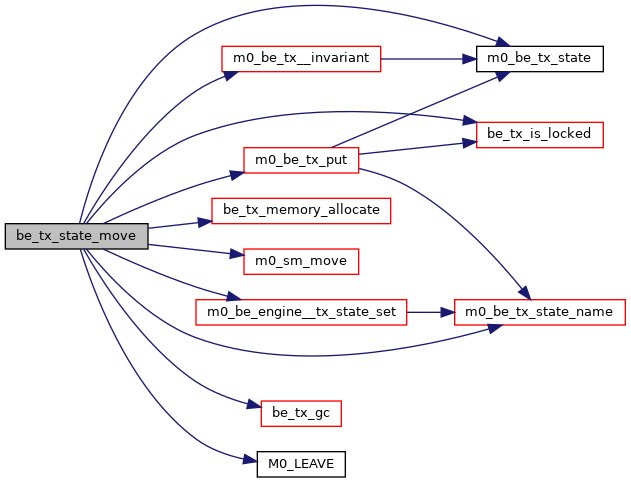 m0_be_tx__invariant
m0_be_tx_state
be_tx_is_locked
m0_be_tx_put
be_tx_memory_allocate
be_tx_state_move
m0_sm_move
m0_be_engine__tx_state_set
m0_be_tx_state_name
be_tx_gc
M0_LEAVE